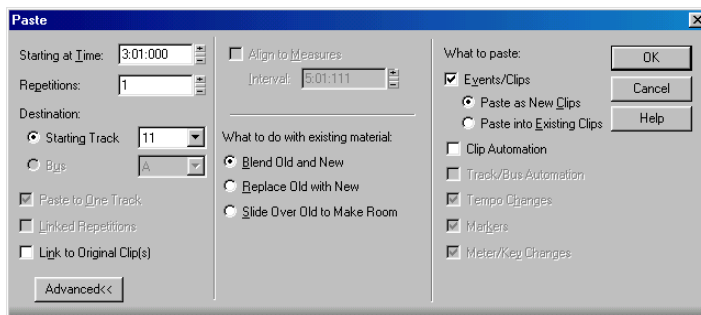 Paste
Starting at Time: 3:01:000
Repetitions: 1
Destination:
Starting Track 11
Bus A
Paste to One Track
Linked Repetitions
Link to Original Clip(s)
Advanced<<
Align to Measures
Interval: 5:01:111
What to do with existing material:
Blend Old and New
Replace Old with New
Slide Over Old to Make Room
What to paste:
Events/Clips
Paste as New Clips
Paste into Existing Clips
Clip Automation
Track/Bus Automation
Tempo Changes
Markers
Meter/Key Changes
OK
Cancel
Help